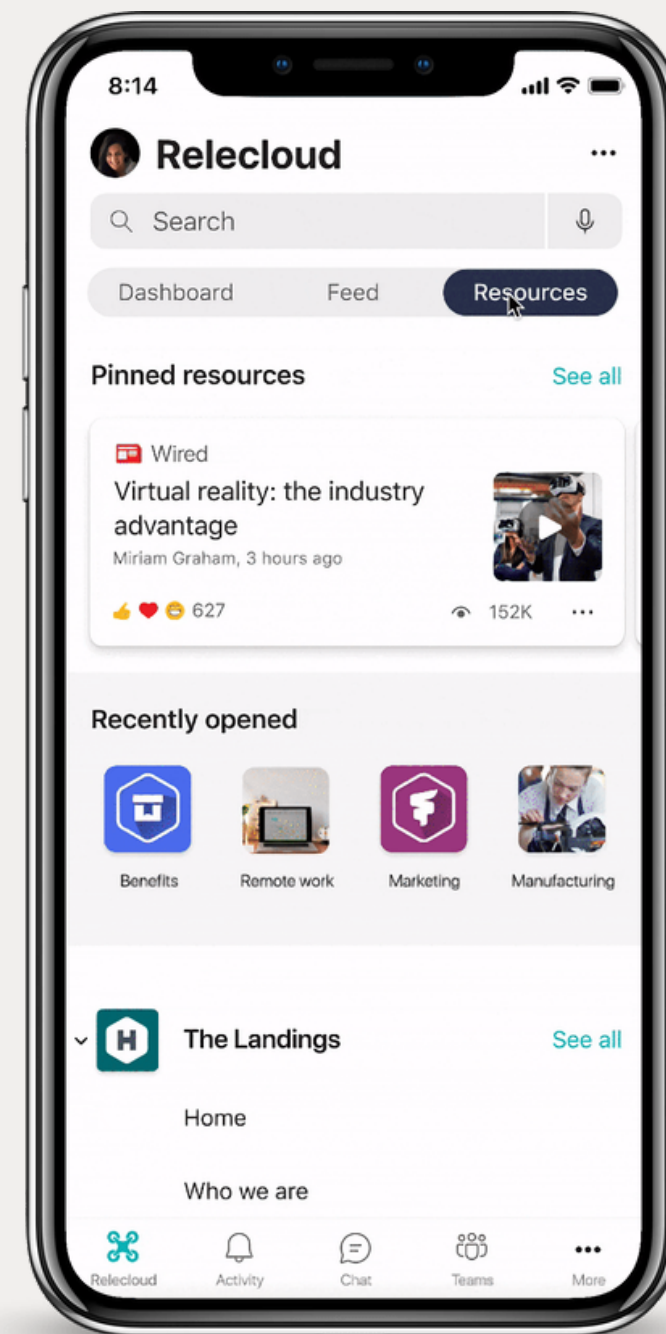 8:14
Relecloud
Search
Dashboard Feed Resources
Pinned resources See all
Wired
Virtual reality: the industry
advantage
Miriam Graham, 3 hours ago
627 152K
Recently opened
Benefits Remote work Marketing Manufacturing
H The Landings See all
Home
Who we are
Relecloud Activity Chat Teams More